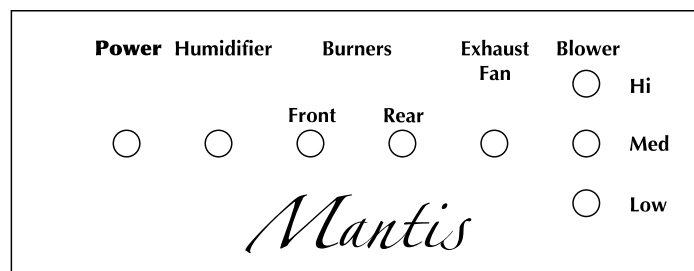 Power Humidifier Burners Exhaust Fan Blower
Hi
Front Rear
Med
Low
Mantis